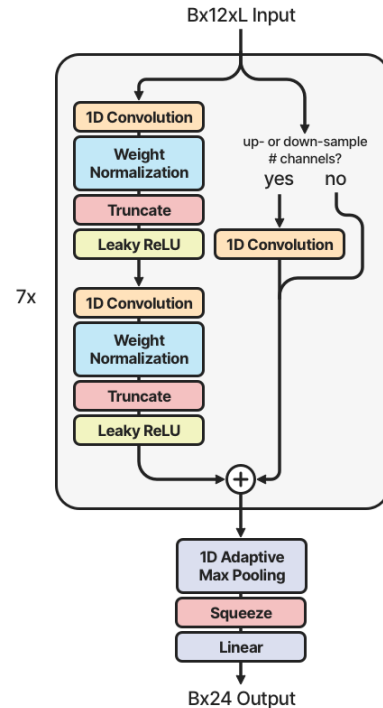 Bx12xL Input
1D Convolution
Weight
Normalization
Truncate
Leaky ReLU
up- or down-sample
# channels?
yes no
1D Convolution
7x
1D Convolution
Weight
Normalization
Truncate
Leaky ReLU
+
1D Adaptive
Max Pooling
Squeeze
Linear
Bx24 Output